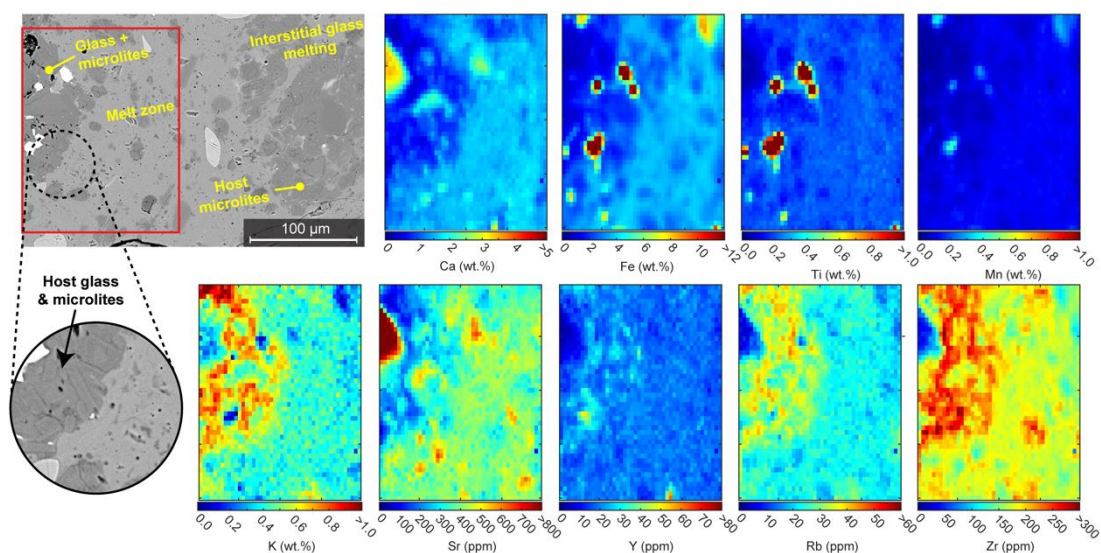 Glass +
microlites
Interstitial glass
melting
Melt zone
Host
microlites
100 µm
0 1 2 3 4 >5
Ca (wt.%)
0 2 4 6 8 10 >12
Fe (wt.%)
0.0 0.2 0.4 0.6 0.8 >1.0
Ti (wt.%)
0.0 0.2 0.4 0.6 0.8 >1.0
Mn (wt.%)
Host glass
& microlites
0.0 0.2 0.4 0.6 0.8 >1.0
K (wt.%)
0 100 200 300 400 500 600 700 >800
Sr (ppm)
0 10 20 30 40 50 60 70 >80
Y (ppm)
0 10 20 30 40 50 >60
Rb (ppm)
0 50 100 150 200 250 >300
Zr (ppm)